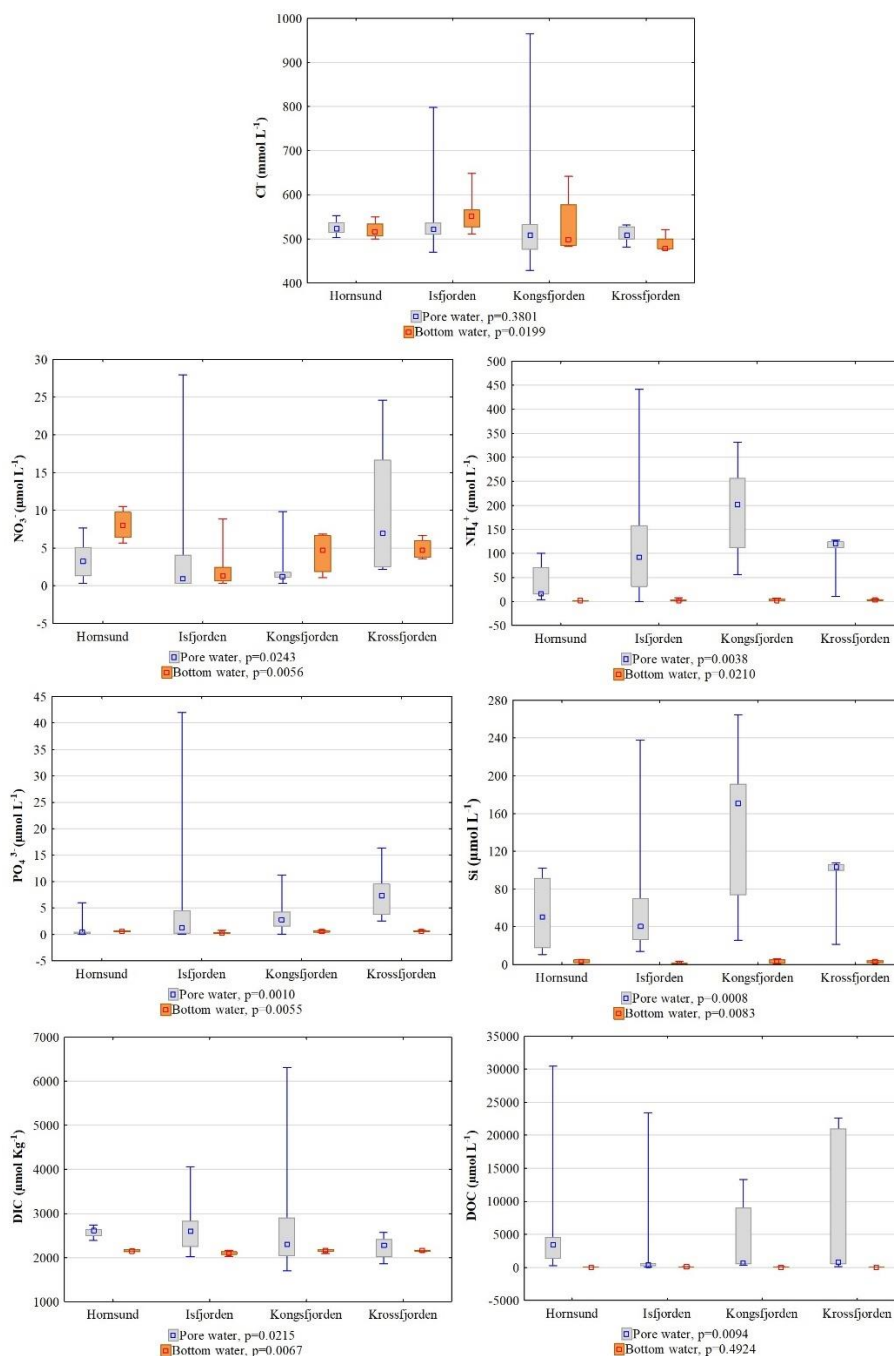 1000
900
800
700
600
500
400
Cl⁻ (mmol L⁻¹)
Hornsund Isfjorden Kongsfjorden Krossfjorden
Pore water, p=0.3801
Bottom water, p=0.0199
30
25
20
15
10
5
0
-5
NO₃⁻ (µmol L⁻¹)
Hornsund Isfjorden Kongsfjorden Krossfjorden
Pore water, p=0.0243
Bottom water, p=0.0056
500
450
400
350
300
250
200
150
100
50
0
-50
NH₄⁺ (µmol L⁻¹)
Hornsund Isfjorden Kongsfjorden Krossfjorden
Pore water, p=0.0038
Bottom water, p=0.0210
45
40
35
30
25
20
15
10
5
0
-5
PO₄³⁻ (µmol L⁻¹)
Hornsund Isfjorden Kongsfjorden Krossfjorden
Pore water, p=0.0010
Bottom water, p=0.0055
280
240
200
160
120
80
40
0
Si (µmol L⁻¹)
Hornsund Isfjorden Kongsfjorden Krossfjorden
Pore water, p=0.0008
Bottom water, p=0.0083
7000
6000
5000
4000
3000
2000
1000
DIC (µmol Kg⁻¹)
Hornsund Isfjorden Kongsfjorden Krossfjorden
Pore water, p=0.0215
Bottom water, p=0.0067
35000
30000
25000
20000
15000
10000
5000
0
-5000
DOC (µmol L⁻¹)
Hornsund Isfjorden Kongsfjorden Krossfjorden
Pore water, p=0.0094
Bottom water, p=0.4924